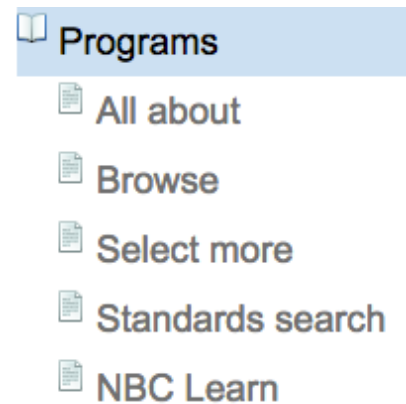 Programs
All about
Browse
Select more
Standards search
NBC Learn